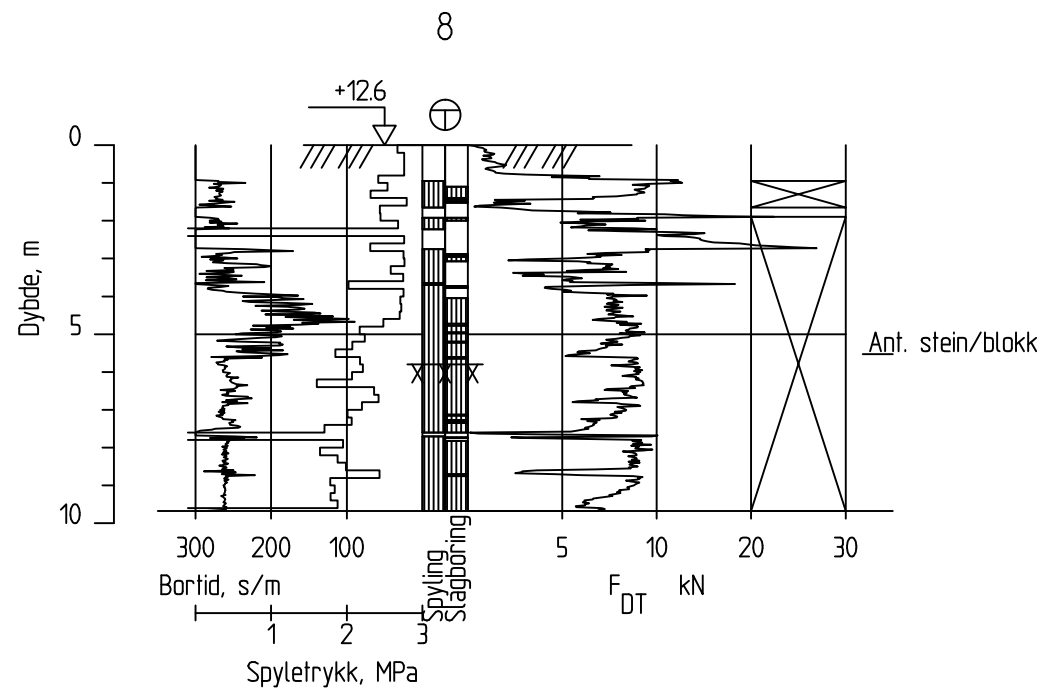 8
+12.6
0
5
10
Dybde, m
Ant. stein/blokk
300 200 100 5 10 20 30
Bortid, s/m
Spyling
Slagboring
F DT kN
1 2 3
Spyletrykk, MPa